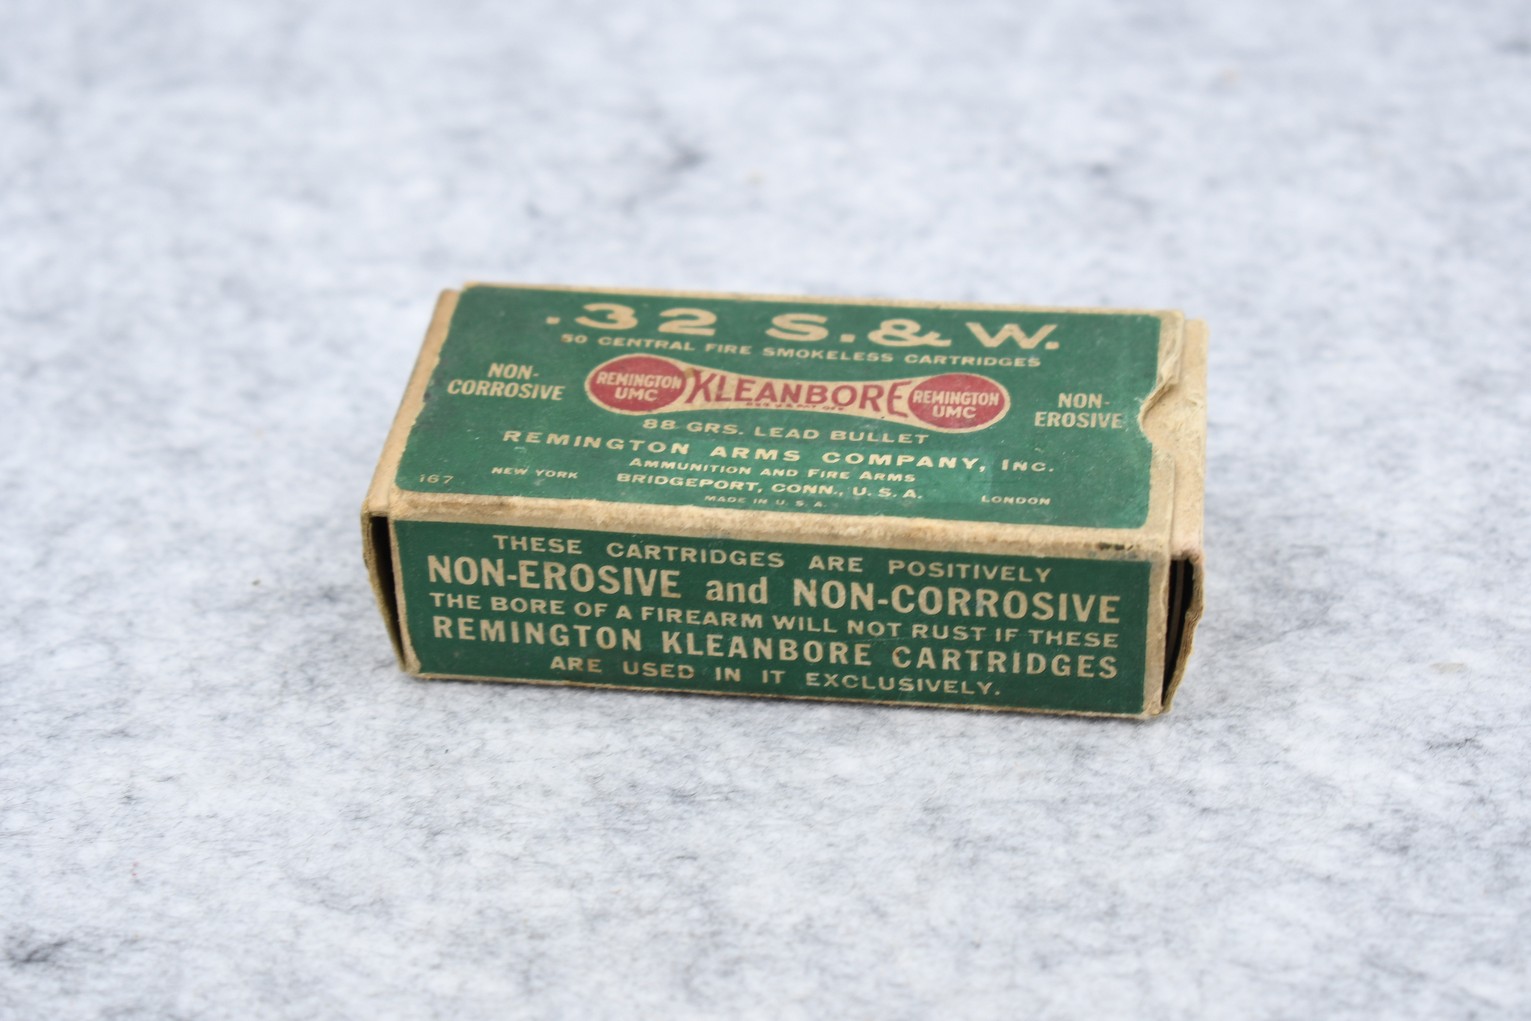 .32 S.&W.
50 CENTRAL FIRE SMOKELESS CARTRIDGES
NON-
CORROSIVE
REMINGTON
UMC
KLEANBORE
REMINGTON
UMC
NON-
EROSIVE
88 GRS. LEAD BULLET
REMINGTON ARMS COMPANY, INC.
AMMUNITION AND FIRE ARMS
167
NEW YORK
BRIDGEPORT, CONN., U.S.A.
LONDON
MADE IN U.S.A.
THESE CARTRIDGES ARE POSITIVELY
NON-EROSIVE and NON-CORROSIVE
THE BORE OF A FIREARM WILL NOT RUST IF THESE
REMINGTON KLEANBORE CARTRIDGES
ARE USED IN IT EXCLUSIVELY.